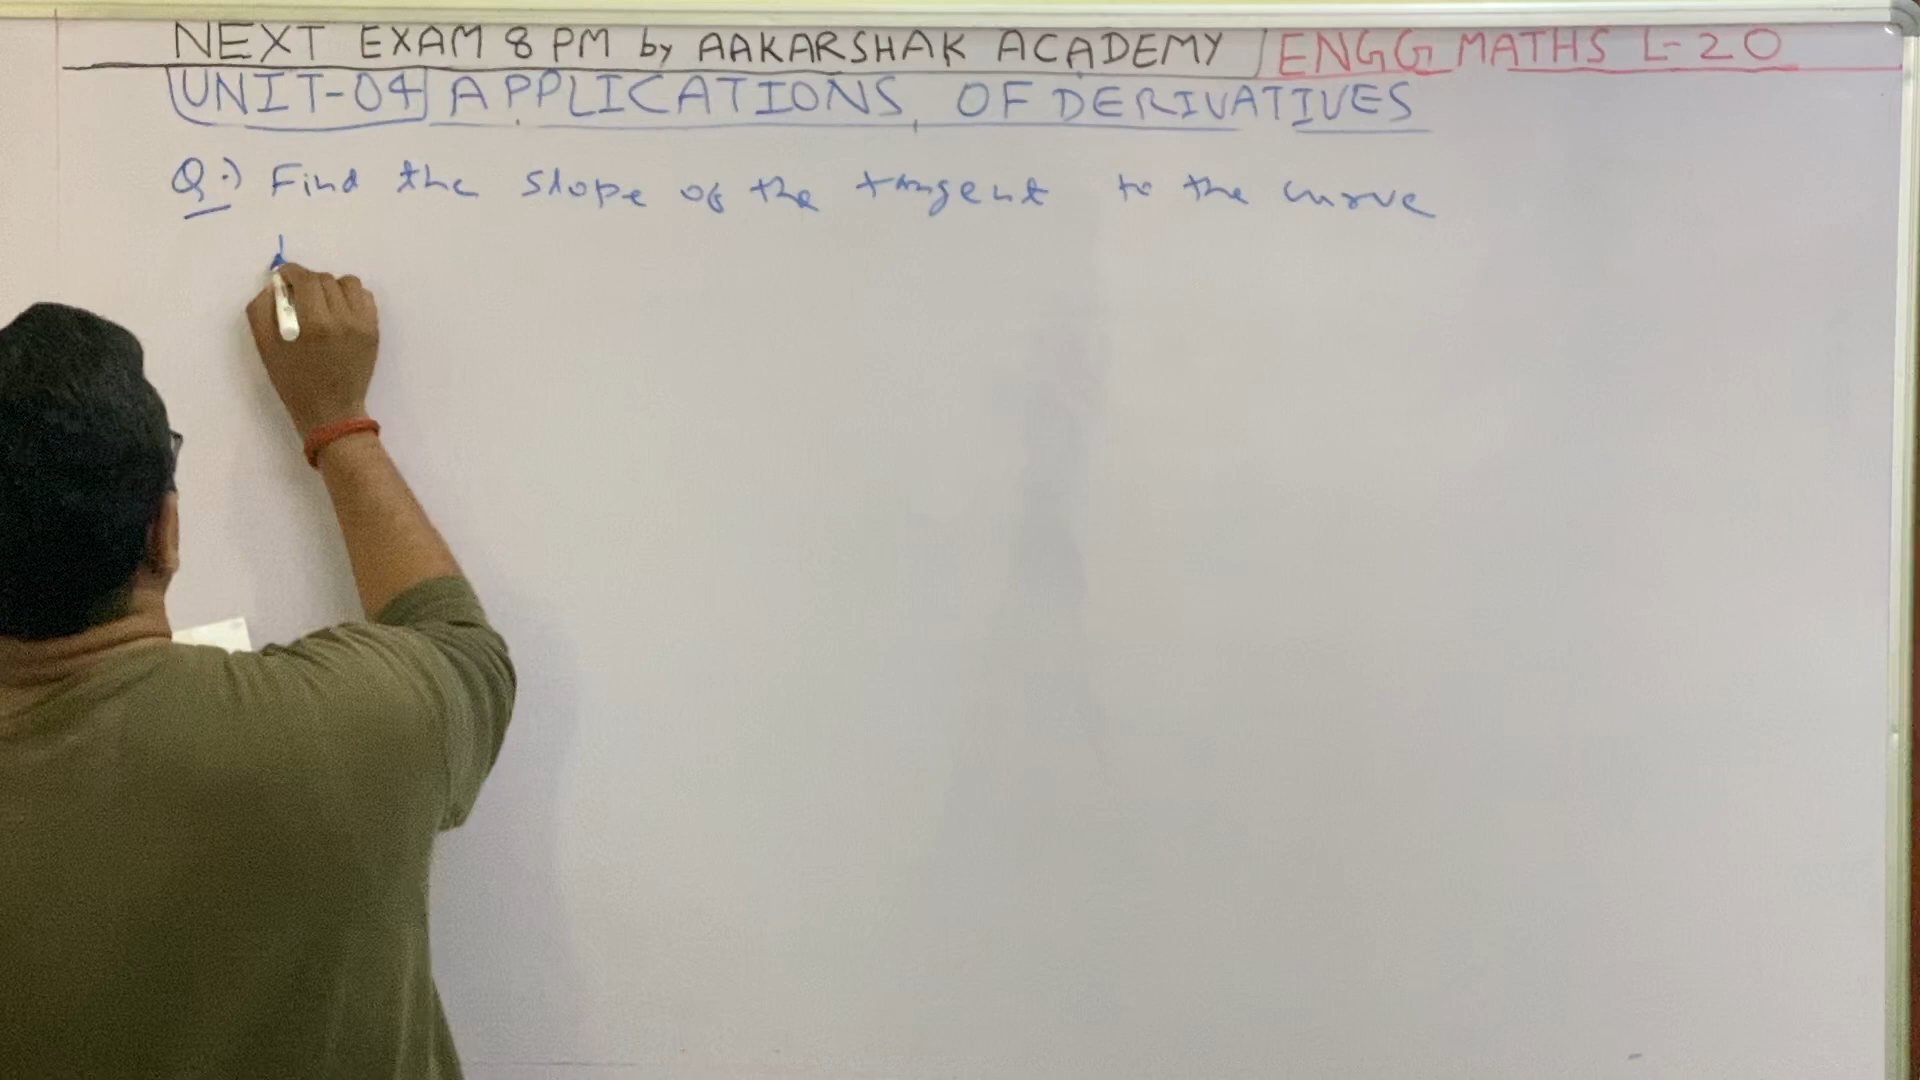 NEXT EXAM 8 PM by AAKARSHAK ACADEMY ENGG MATHS L-20
UNIT-04 APPLICATIONS OF DERIVATIVES
Q.) Find the slope of the tangent to the curve